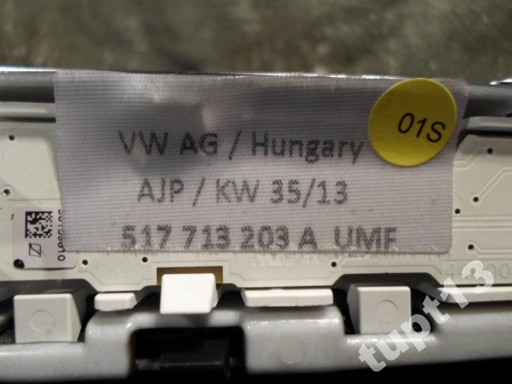 VW AG / Hungary
01S
AJP / KW 35/13
517 713 203 A UMF
tupt13